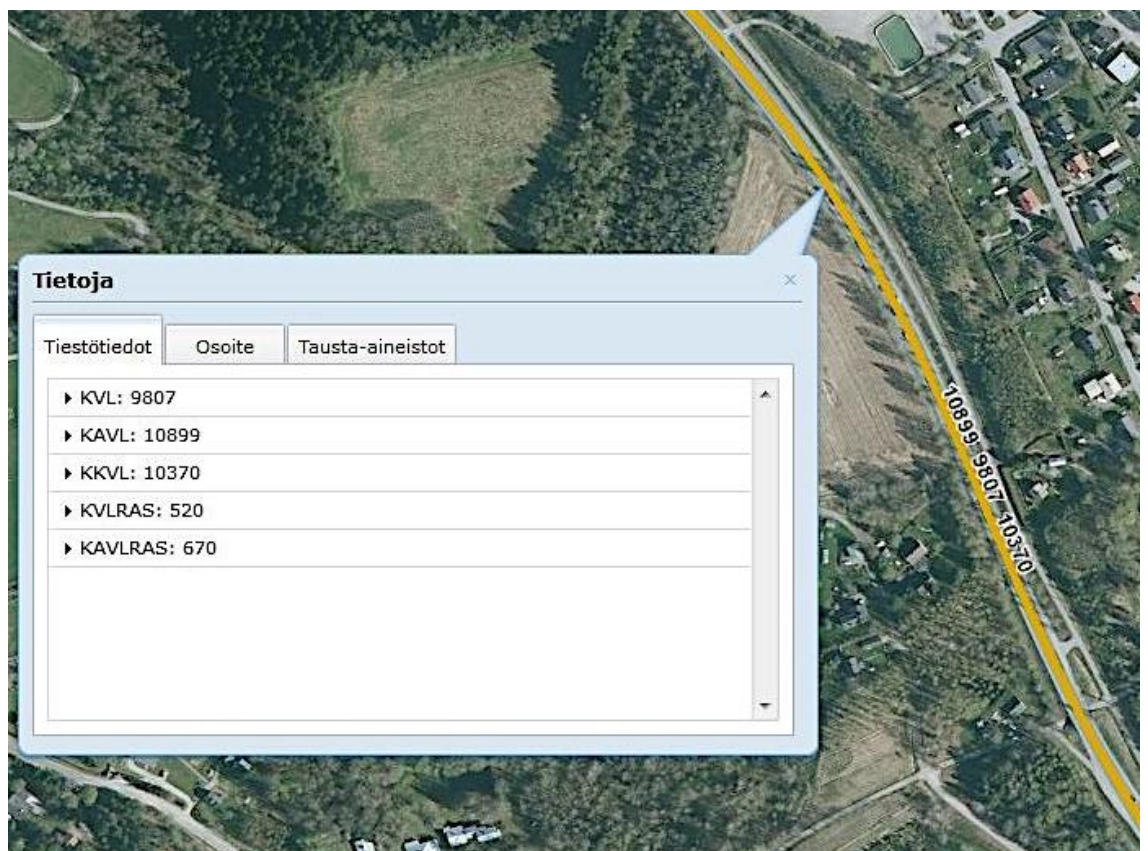 Tietoja
Tiestötiedot Osoite Tausta-aineistot
KVL: 9807
KAVL: 10899
KKVL: 10370
KVLRAS: 520
KAVLRAS: 670
10899 9807 10370